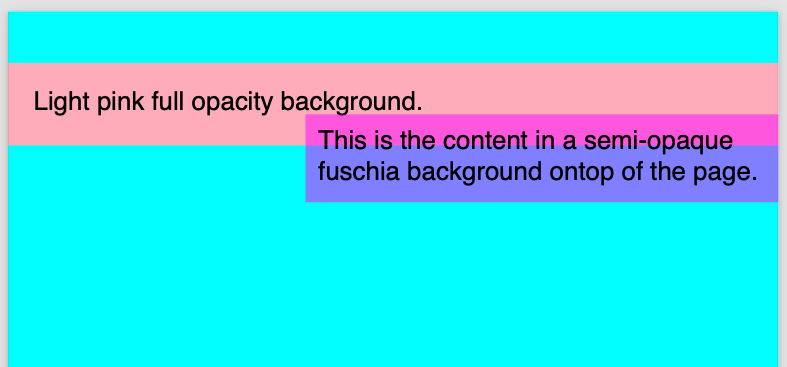 Light pink full opacity background.
This is the content in a semi-opaque
fuschia background ontop of the page.